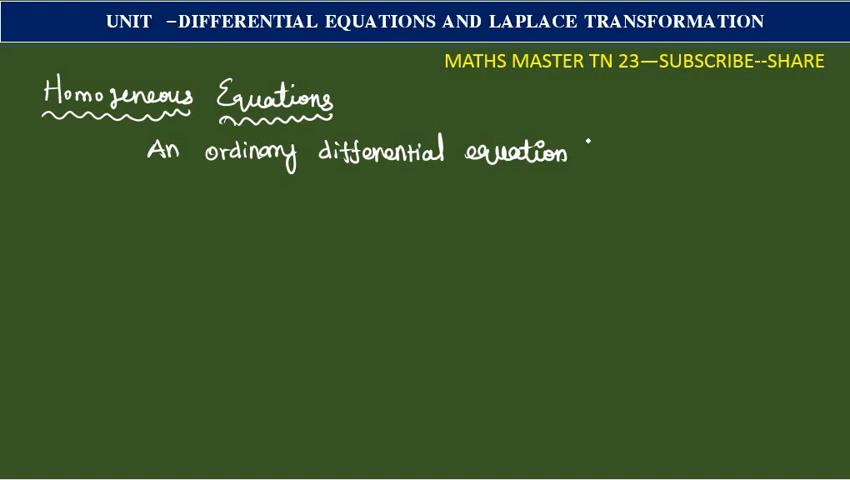 UNIT –DIFFERENTIAL EQUATIONS AND LAPLACE TRANSFORMATION
MATHS MASTER TN 23—SUBSCRIBE--SHARE
Homogeneous Equations
An ordinary differential equation